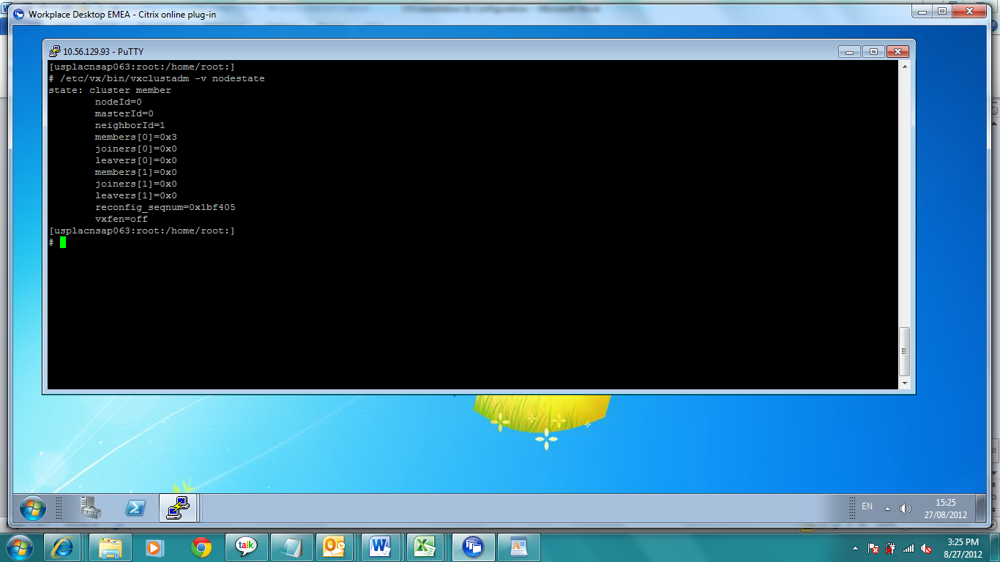 Workplace Desktop EMEA - Citrix online plug-in
10.56.129.93 - PuTTY
[usplacnsap063:root:/home/root:]
# /etc/vx/bin/vxclustadm -v nodestate
state: cluster member
nodeId=0
masterId=0
neighborId=1
members[0]=0x3
joiners[0]=0x0
leavers[0]=0x0
members[1]=0x0
joiners[1]=0x0
leavers[1]=0x0
reconfig_seqnum=0x1bf405
vxfen=off
[usplacnsap063:root:/home/root:]
#
EN
15:25
27/08/2012
talk
3:25 PM
8/27/2012